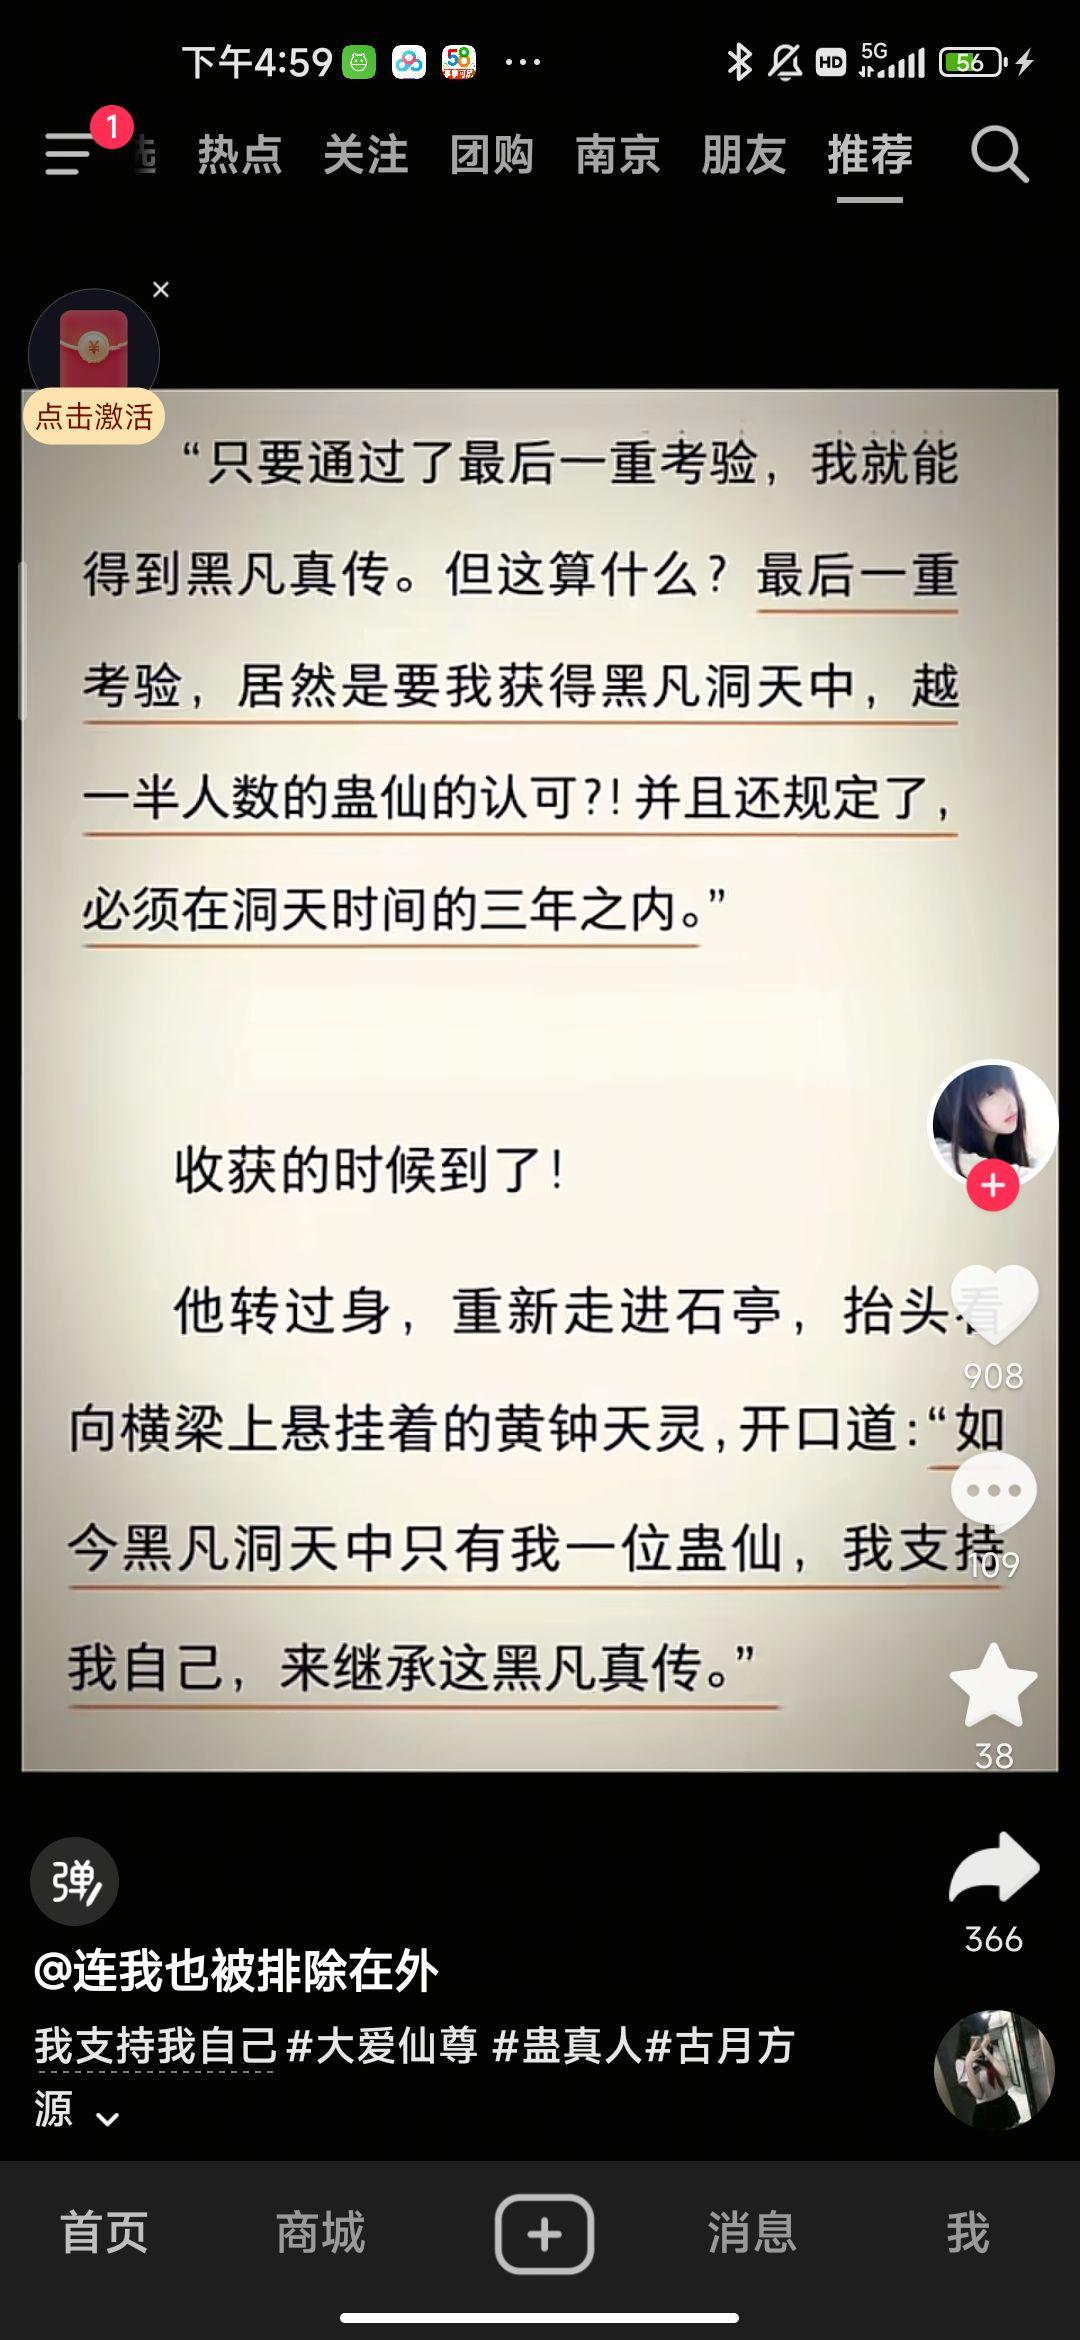 下午4:59 58 ... HD 5G 56
1
热点 关注 团购 南京 朋友 推荐
点击激活
“只要通过了最后一重考验，我就能
得到黑凡真传。但这算什么？最后一重
考验，居然是要我获得黑凡洞天中，越
一半人数的蛊仙的认可?！并且还规定了，
必须在洞天时间的三年之内。”
收获的时候到了！
他转过身，重新走进石亭，抬头看
向横梁上悬挂着的黄钟天灵，开口道：“如
今黑凡洞天中只有我一位蛊仙，我支持
我自己，来继承这黑凡真传。”
908
109
38
366
弹
@连我也被排除在外
我支持我自己#大爱仙尊 #蛊真人#古月方
源
首页 商城 消息 我